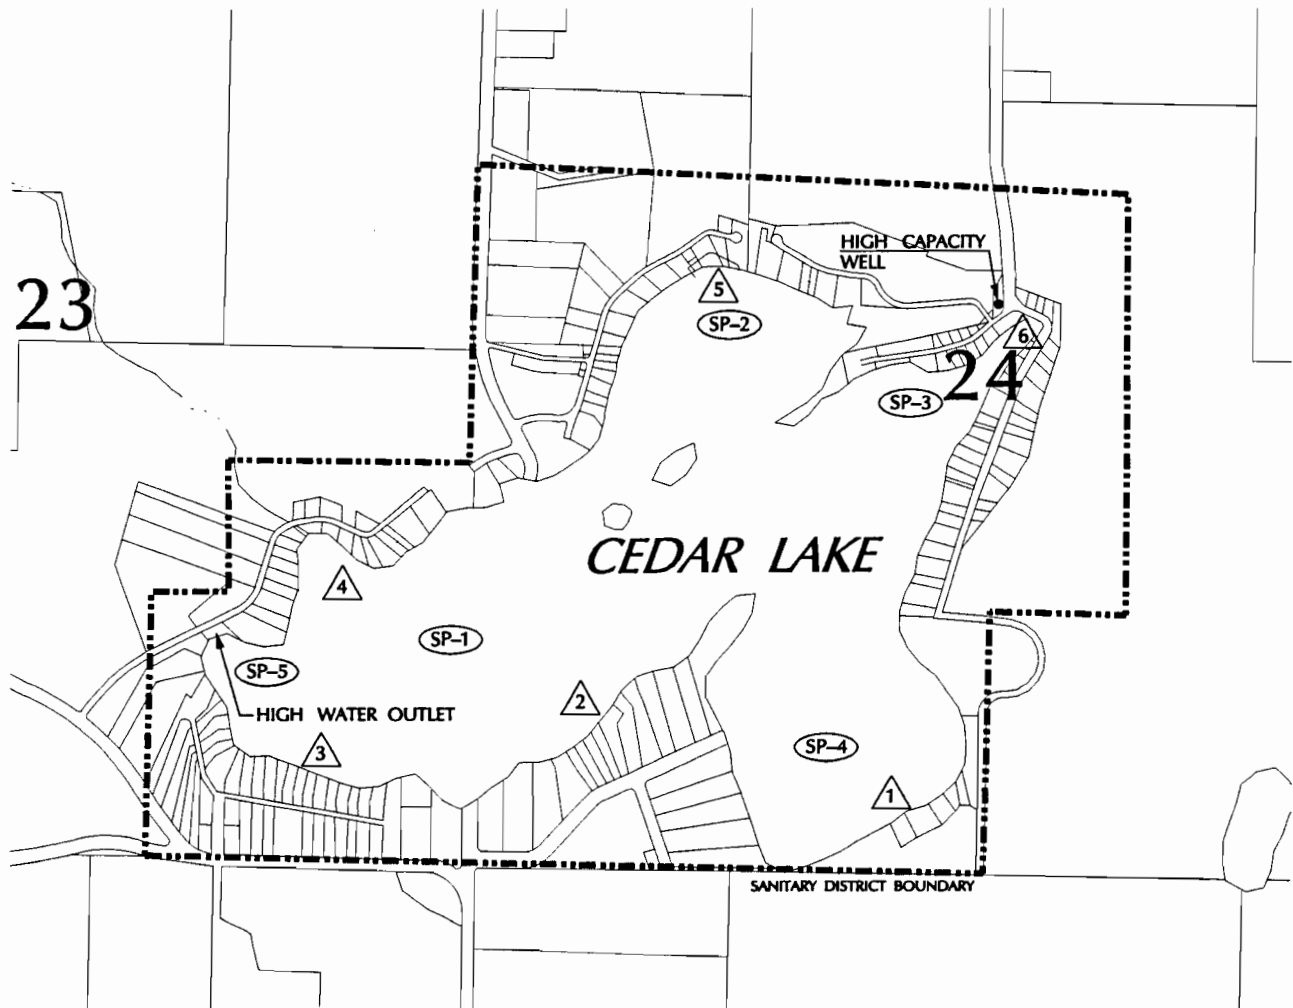 HIGH CAPACITY
WELL
23
5
SP-2
6
24
SP-3
CEDAR LAKE
4
SP-1
SP-5
2
HIGH WATER OUTLET
3
SP-4
1
SANITARY DISTRICT BOUNDARY